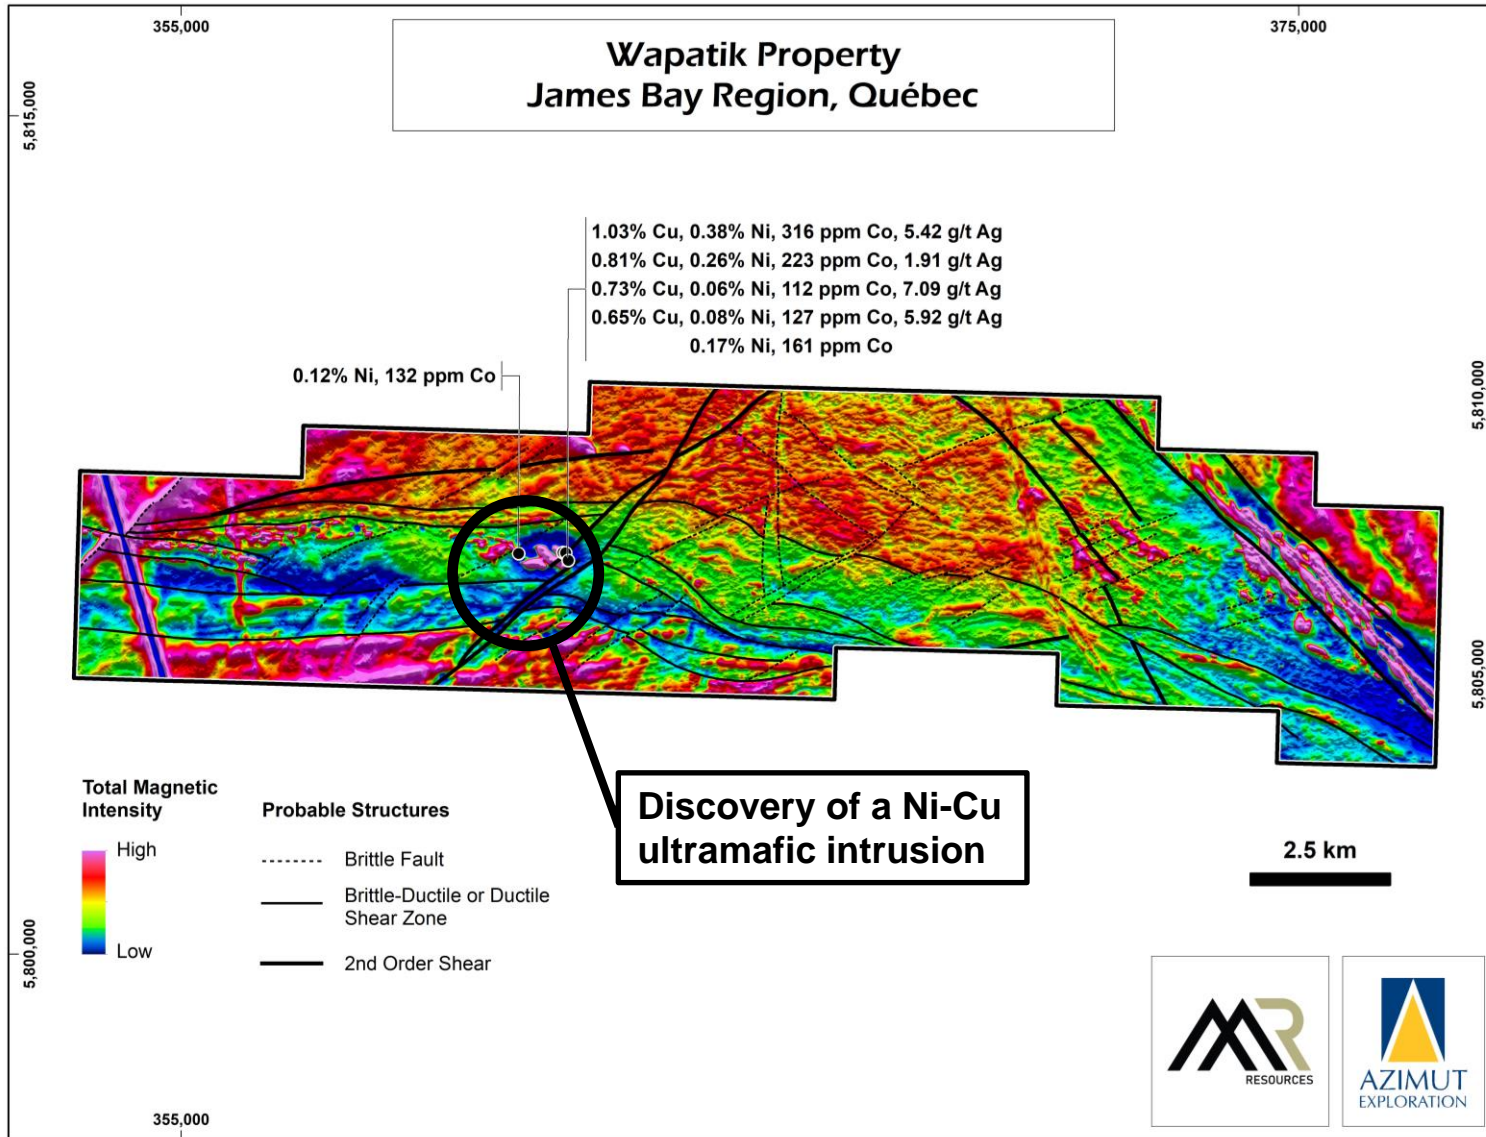 355,000
375,000
Wapatik Property
James Bay Region, Québec
5,815,000
1.03% Cu, 0.38% Ni, 316 ppm Co, 5.42 g/t Ag
0.81% Cu, 0.26% Ni, 223 ppm Co, 1.91 g/t Ag
0.73% Cu, 0.06% Ni, 112 ppm Co, 7.09 g/t Ag
0.65% Cu, 0.08% Ni, 127 ppm Co, 5.92 g/t Ag
0.17% Ni, 161 ppm Co
0.12% Ni, 132 ppm Co
5,810,000
5,805,000
Total Magnetic
Intensity
High
Low
Probable Structures
Brittle Fault
Brittle-Ductile or Ductile
Shear Zone
2nd Order Shear
Discovery of a Ni-Cu
ultramafic intrusion
2.5 km
5,800,000
MR
RESOURCES
AZIMUT
EXPLORATION
355,000